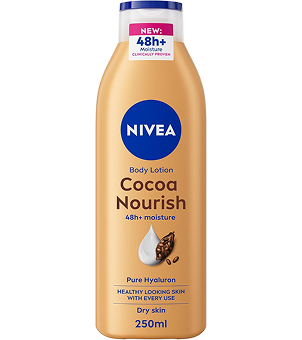 NEW:
48h+
Moisture
CLINICALLY PROVEN
NIVEA
Body Lotion
Cocoa
Nourish
48h+ moisture
Pure Hyaluron
HEALTHY LOOKING SKIN
WITH EVERY USE
Dry skin
250ml